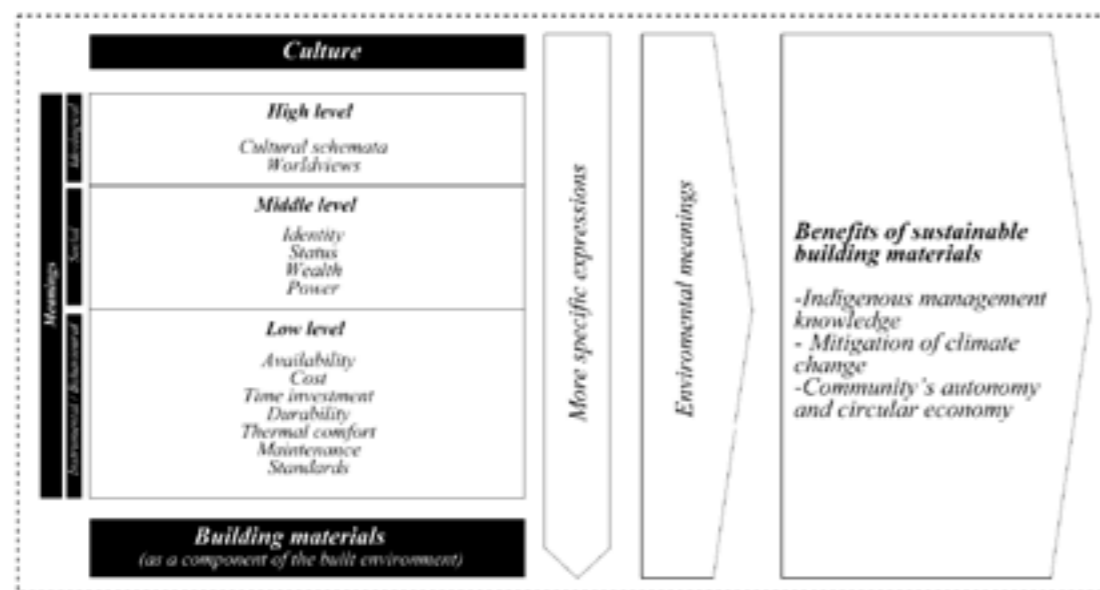 Culture
Meanings
Ideological
High level
Cultural schemata
Worldviews
Social
Middle level
Identity
Status
Wealth
Power
Instrumental / Behavioural
Low level
Availability
Cost
Time investment
Durability
Thermal comfort
Maintenance
Standards
Building materials
(as a component of the built environment)
More specific expressions
Enviromental meanings
Benefits of sustainable
building materials
-Indigenous management
knowledge
- Mitigation of climate
change
-Community's autonomy
and circular economy